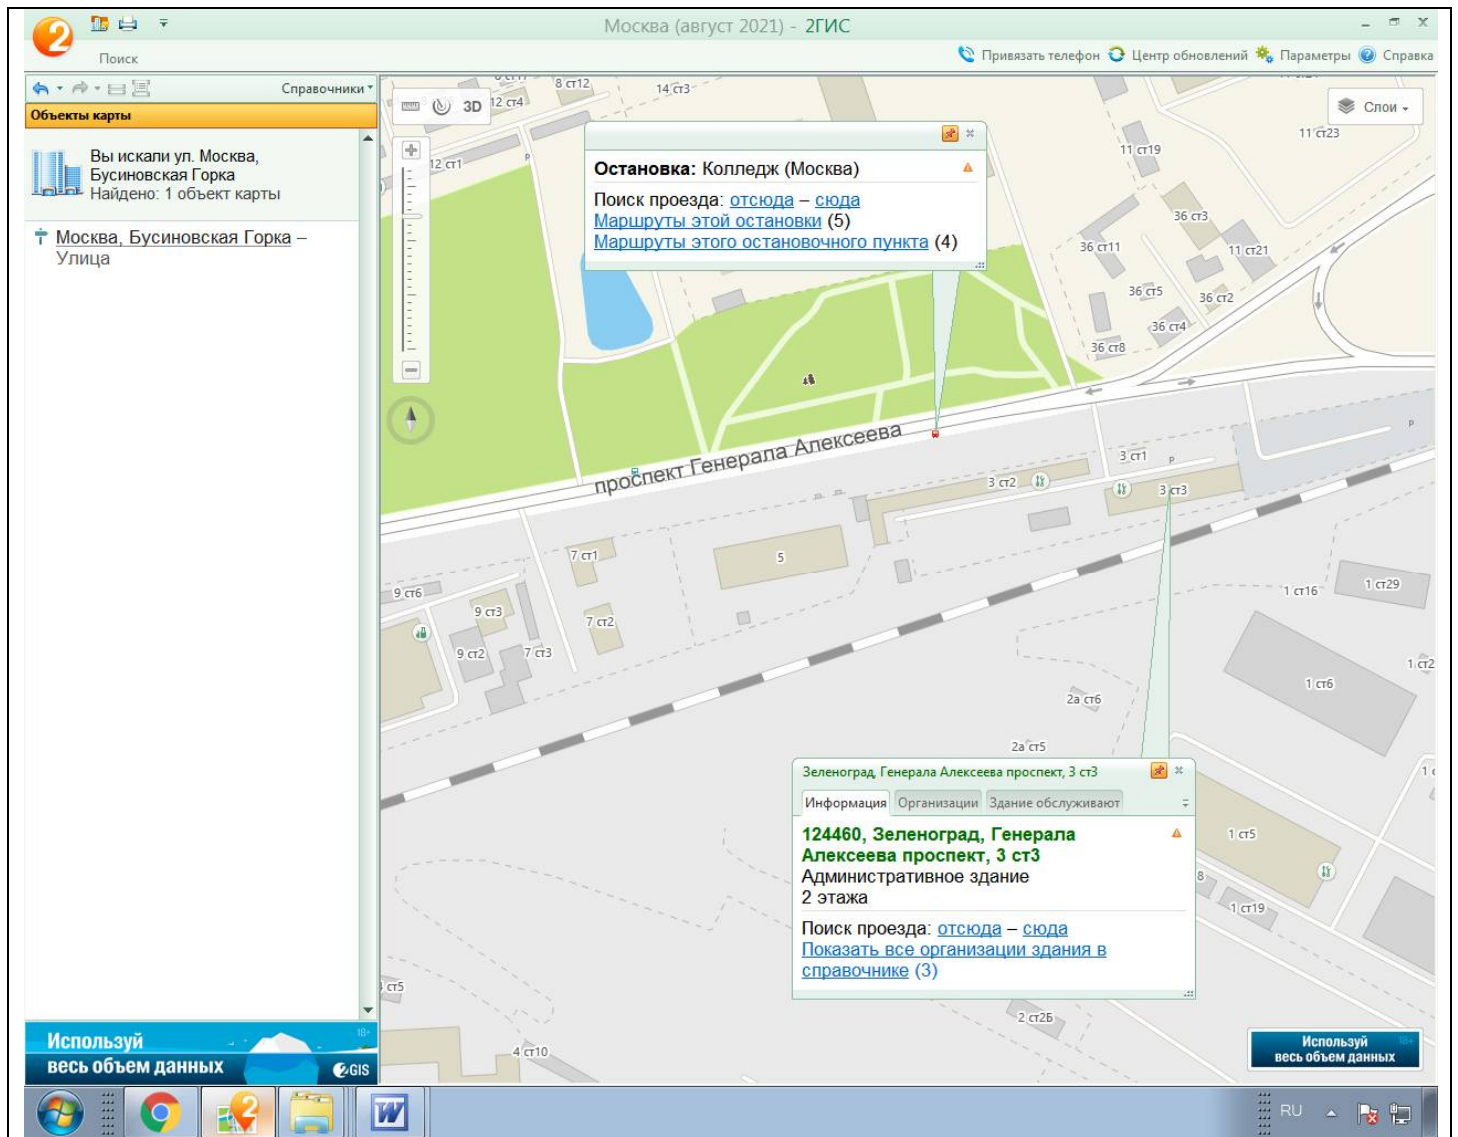 Москва (август 2021) - 2ГИС
Поиск
Привязать телефон
Центр обновлений
Параметры
Справка
Справочники
Объекты карты
Вы искали ул. Москва,
Бусиновская Горка
Найдено: 1 объект карты
Москва, Бусиновская Горка –
Улица
3D
Слои
8 ст12
14 ст3
12 ст4
12 ст1
P
11 ст23
11 ст19
36 ст3
36 ст11
11 ст21
36 ст5
36 ст2
36 ст4
36 ст8
Остановка: Колледж (Москва)
Поиск проезда: отсюда – сюда
Маршруты этой остановки (5)
Маршруты этого остановочного пункта (4)
проспект Генерала Алексеева
P
3 ст1
P
3 ст2
3 ст3
7 ст1
5
9 ст6
9 ст3
7 ст2
9 ст2
7 ст3
1 ст16
1 ст29
1 ст2
1 ст6
2а ст6
2а ст5
Зеленоград, Генерала Алексеева проспект, 3 ст3
Информация
Организации
Здание обслуживают
124460, Зеленоград, Генерала
Алексеева проспект, 3 ст3
Административное здание
2 этажа
Поиск проезда: отсюда – сюда
Показать все организации здания в
справочнике (3)
1 ст5
8
1 ст19
ст5
2 ст2Б
4 ст10
Используй
18+
весь объем данных
2GIS
Используй
18+
весь объем данных
RU